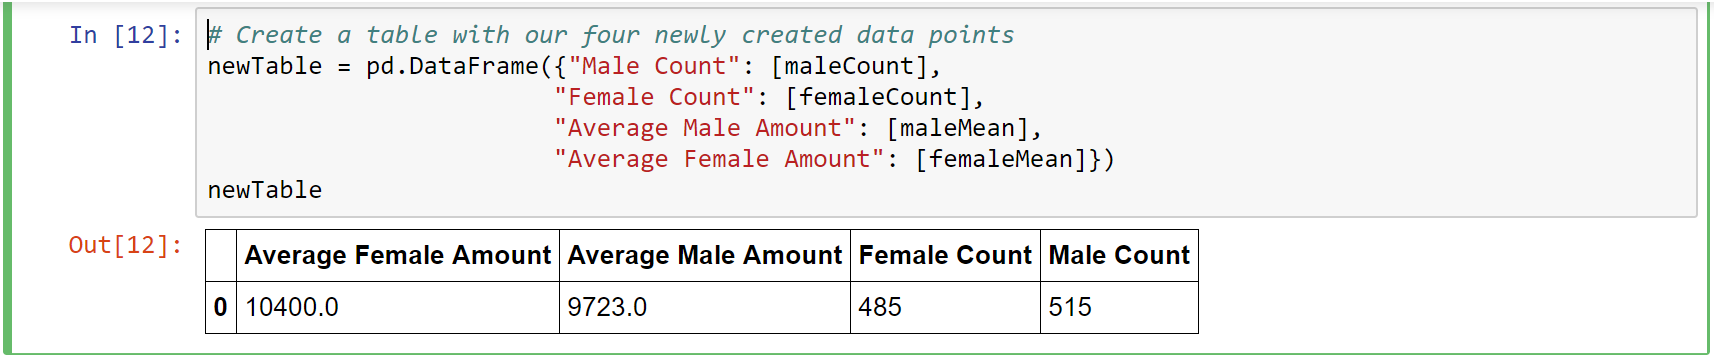 In [12]: # Create a table with our four newly created data points
newTable = pd.DataFrame({"Male Count": [maleCount],
"Female Count": [femaleCount],
"Average Male Amount": [maleMean],
"Average Female Amount": [femaleMean]})
newTable
Out[12]: Average Female Amount Average Male Amount Female Count Male Count
0 10400.0 9723.0 485 515